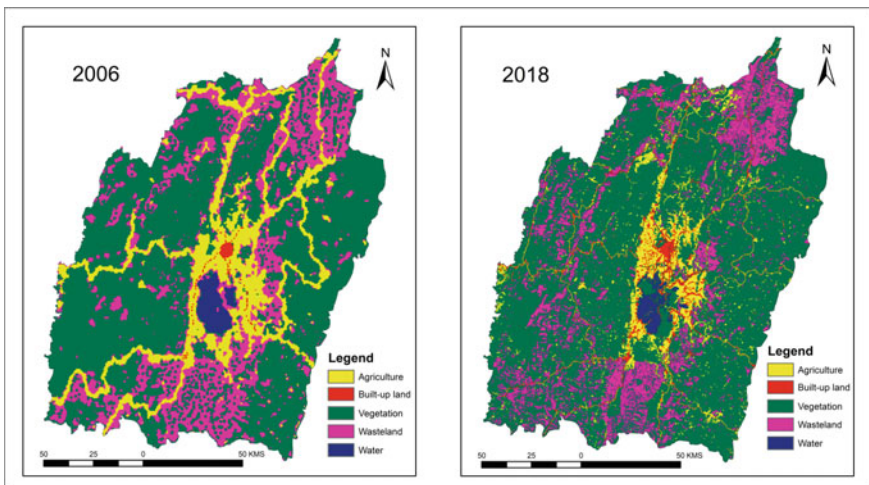 2006
N
Legend
Agriculture
Built-up land
Vegetation
Wasteland
Water
50 25 0 50 KMS
2018
N
Legend
Agriculture
Built-up land
Vegetation
Wasteland
Water
50 25 0 50 KMS